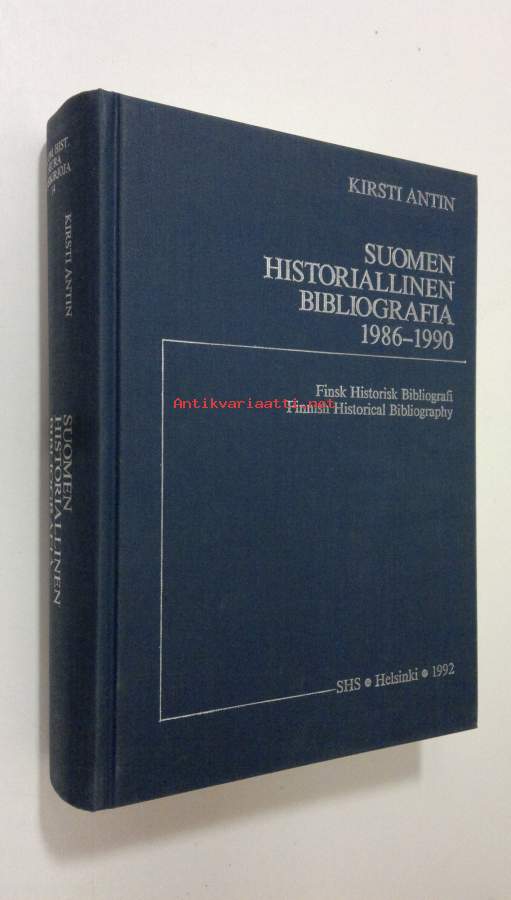 KIRSTI ANTIN
SUOMEN
HISTORIALLINEN
BIBLIOGRAFIA
1986–1990
Finsk Historisk Bibliografi
Finnish Historical Bibliography
SHS • Helsinki • 1992
Antikvariaatti.net
HIST.
KIRSTI ANTIN
SUOMEN
HISTORIALLINEN